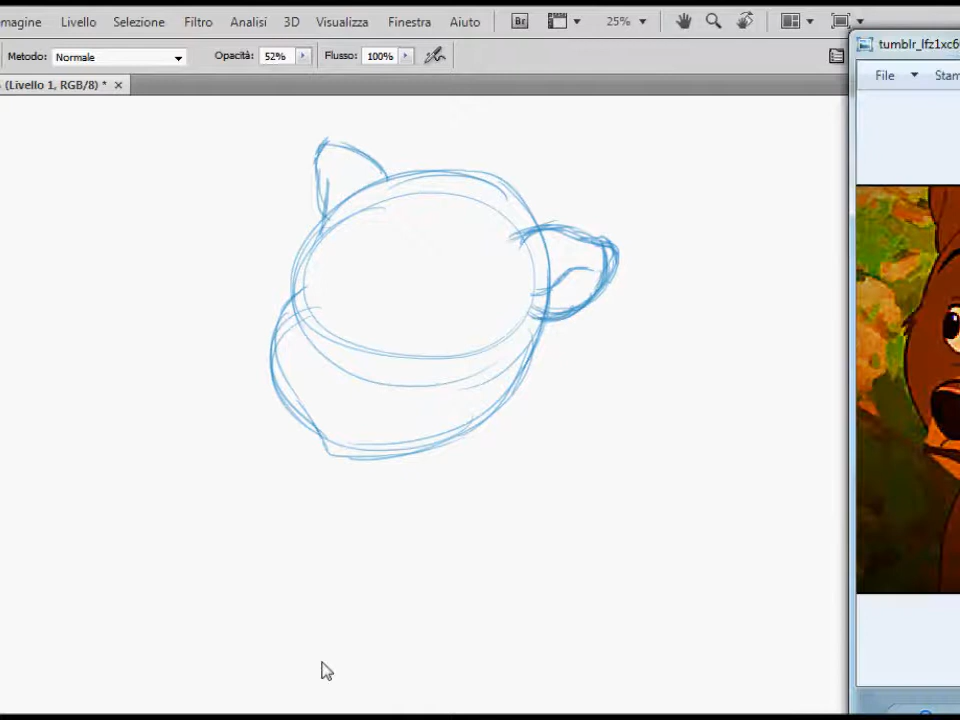 magine Livello Selezione Filtro Analisi 3D Visualizza Finestra Aiuto Br 25%
Metodo: Normale Opacità: 52% Flusso: 100%
(Livello 1, RGB/8) *
tumblr_lfz1xc6
File Stam